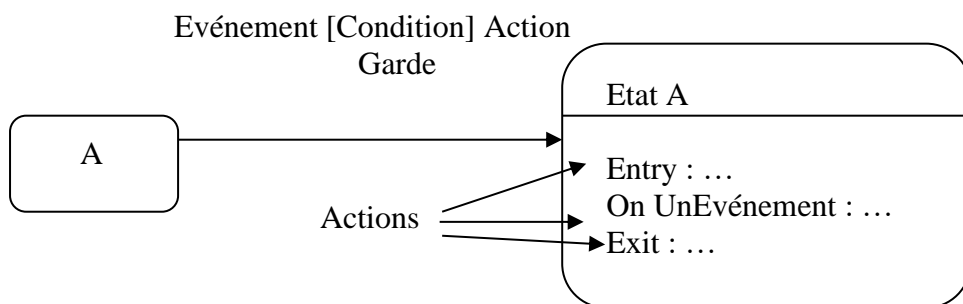 Evénement [Condition] Action
Garde
Etat A
A
Entry : …
On UnEvénement : …
Actions
Exit : …